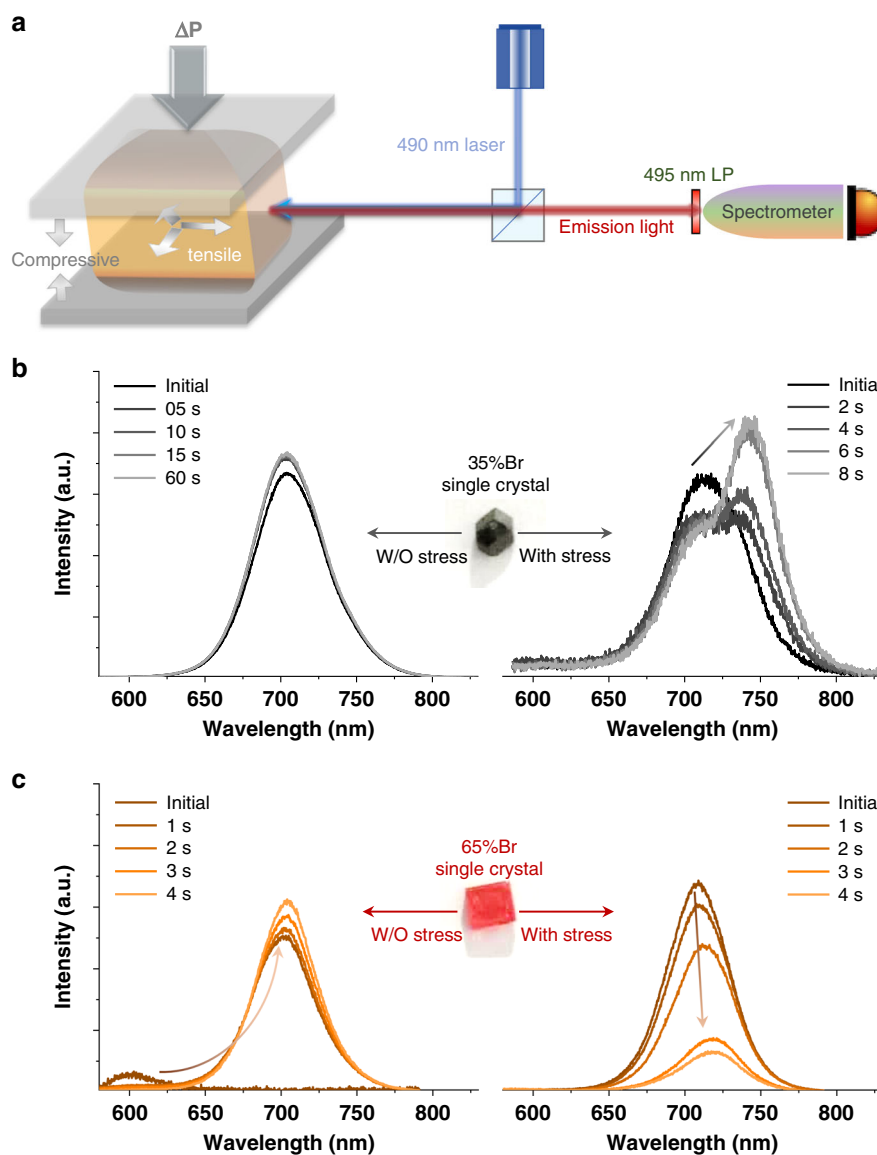 a
ΔP
490 nm laser
495 nm LP
Spectrometer
Emission light
Compressive
tensile
b
Initial
05 s
10 s
15 s
60 s
35%Br
single crystal
W/O stress
With stress
Initial
2 s
4 s
6 s
8 s
Intensity (a.u.)
600 650 700 750 800
Wavelength (nm)
600 650 700 750 800
Wavelength (nm)
c
Initial
1 s
2 s
3 s
4 s
65%Br
single crystal
W/O stress
With stress
Initial
1 s
2 s
3 s
4 s
Intensity (a.u.)
600 650 700 750 800
Wavelength (nm)
600 650 700 750 800
Wavelength (nm)